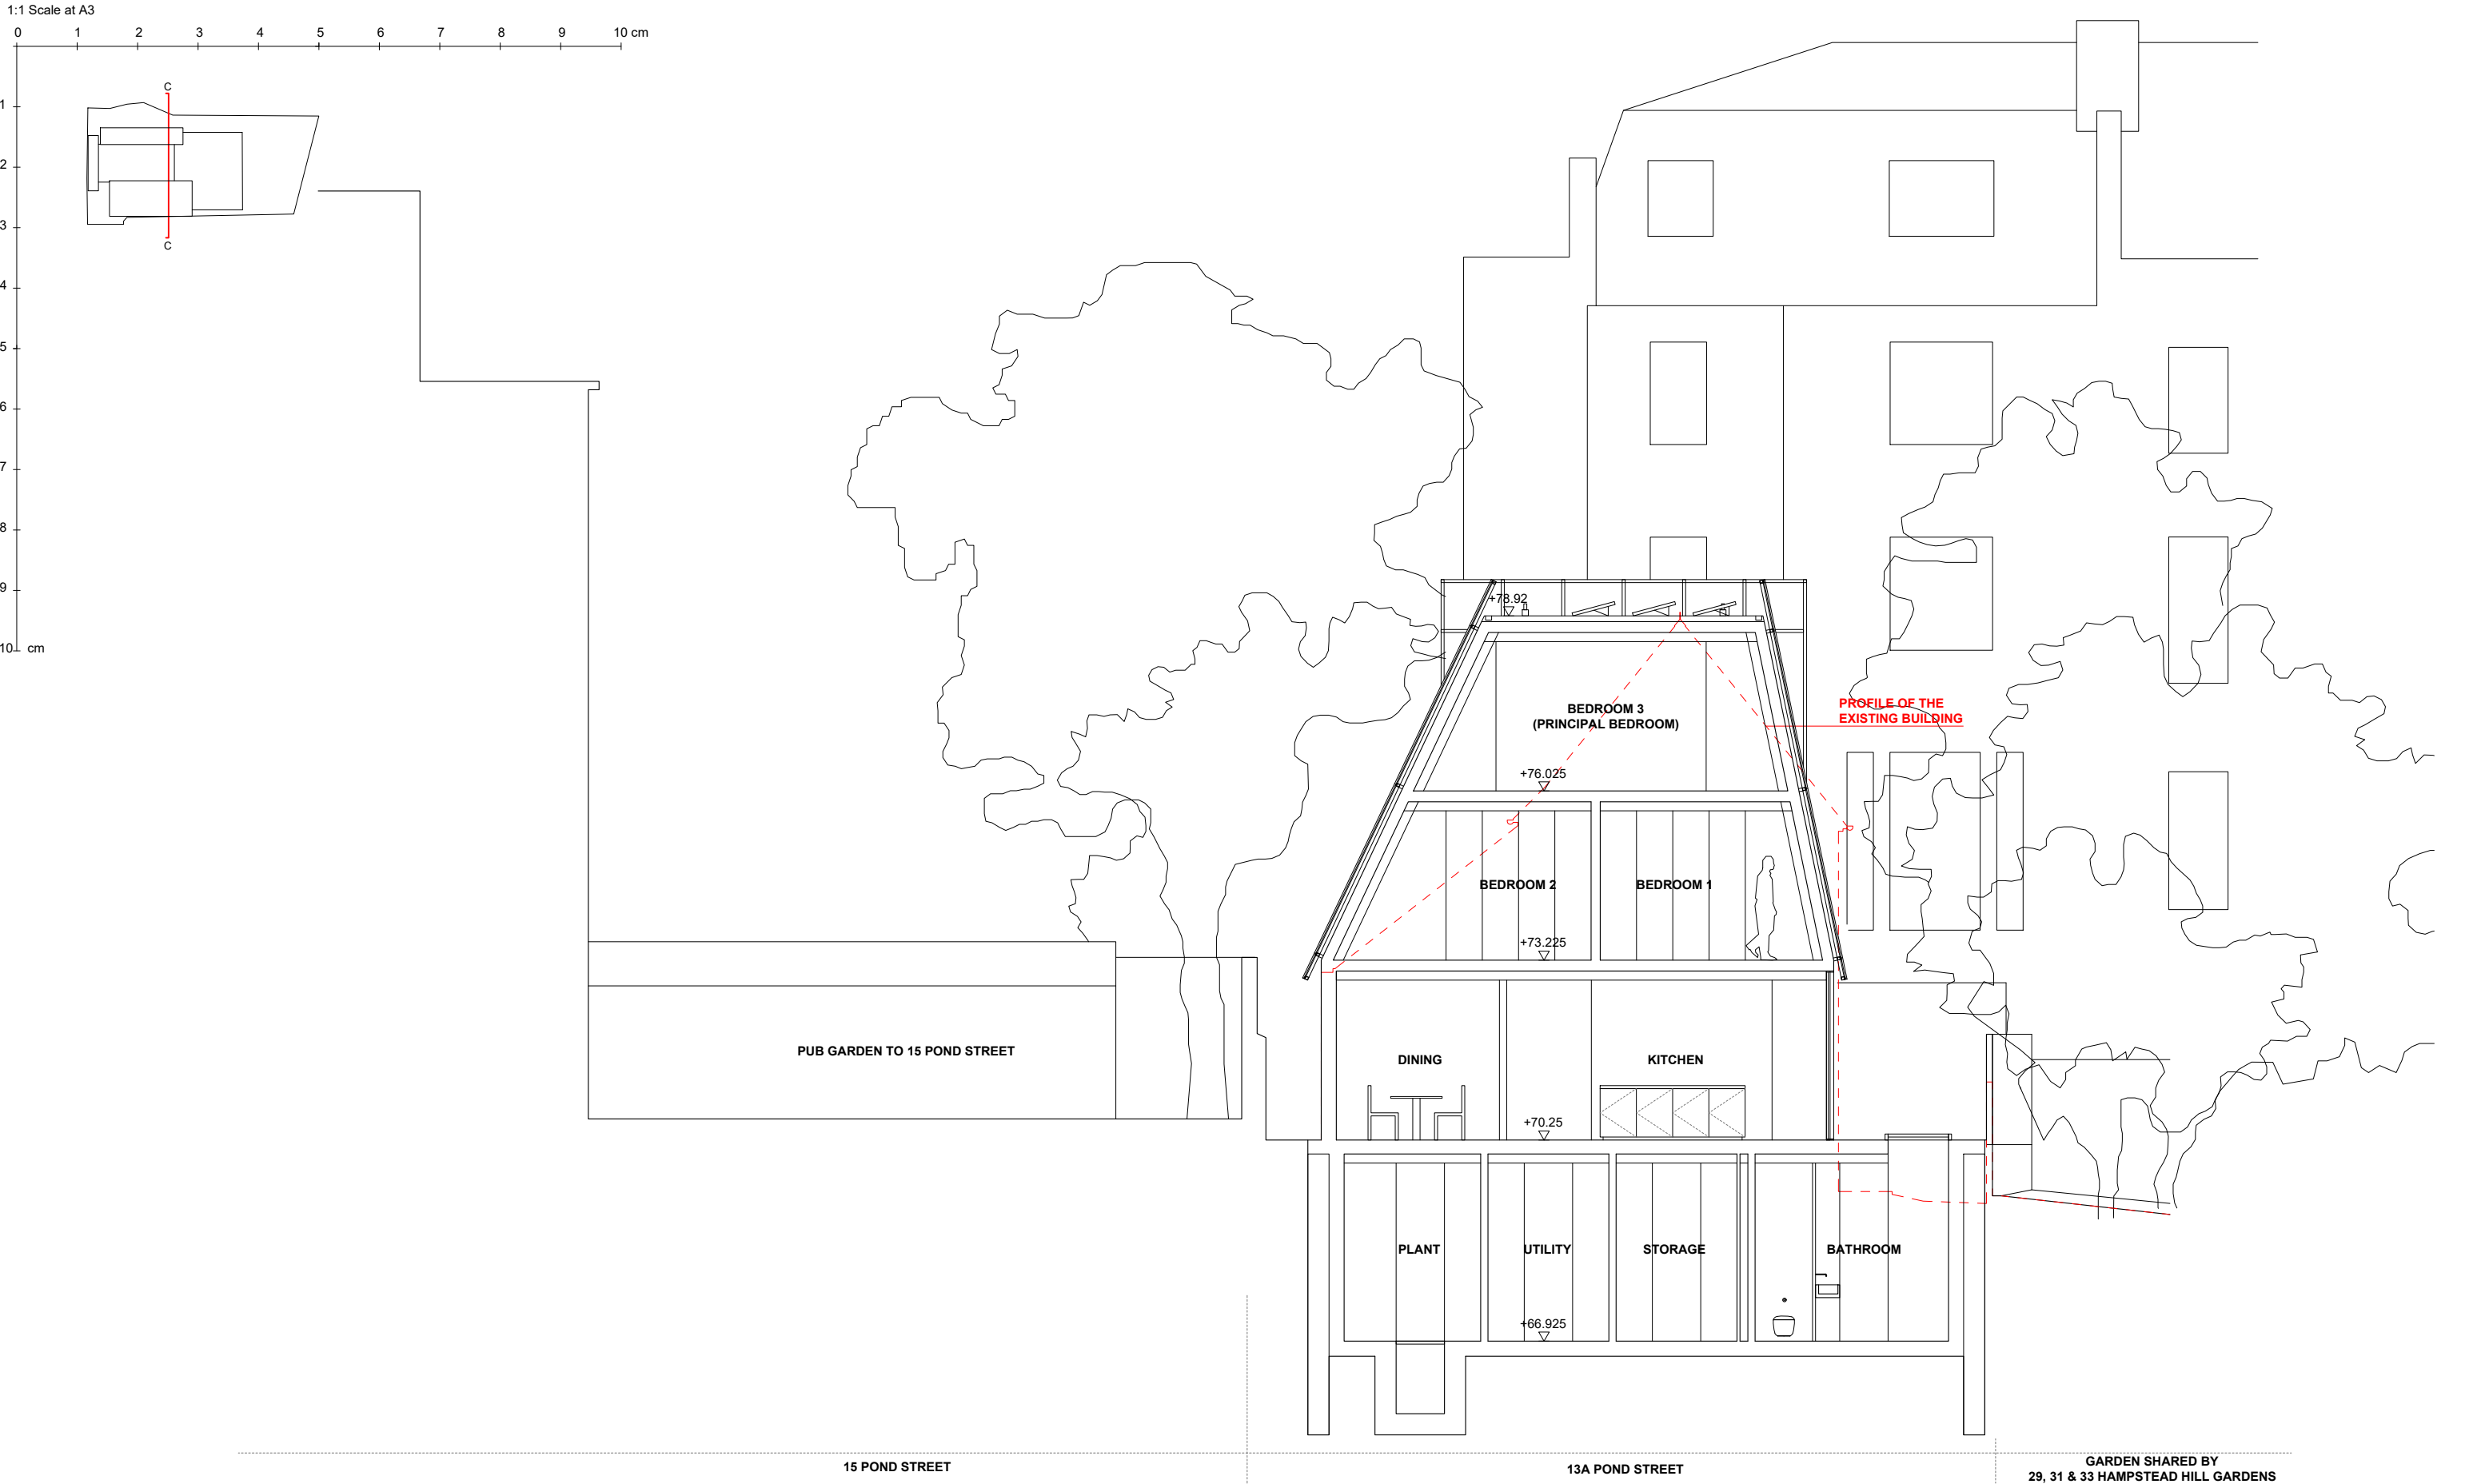 1:1 Scale at A3
0 1 2 3 4 5 6 7 8 9 10 cm
C
1
2
3
C
4
5
6
7
8
9
10 cm
+78.92
PROFILE OF THE
EXISTING BUILDING
BEDROOM 3
(PRINCIPAL BEDROOM)
+76.025
BEDROOM 2
BEDROOM 1
+73.225
PUB GARDEN TO 15 POND STREET
DINING
KITCHEN
+70.25
PLANT
UTILITY
STORAGE
BATHROOM
+66.925
15 POND STREET
13A POND STREET
GARDEN SHARED BY
29, 31 & 33 HAMPSTEAD HILL GARDENS